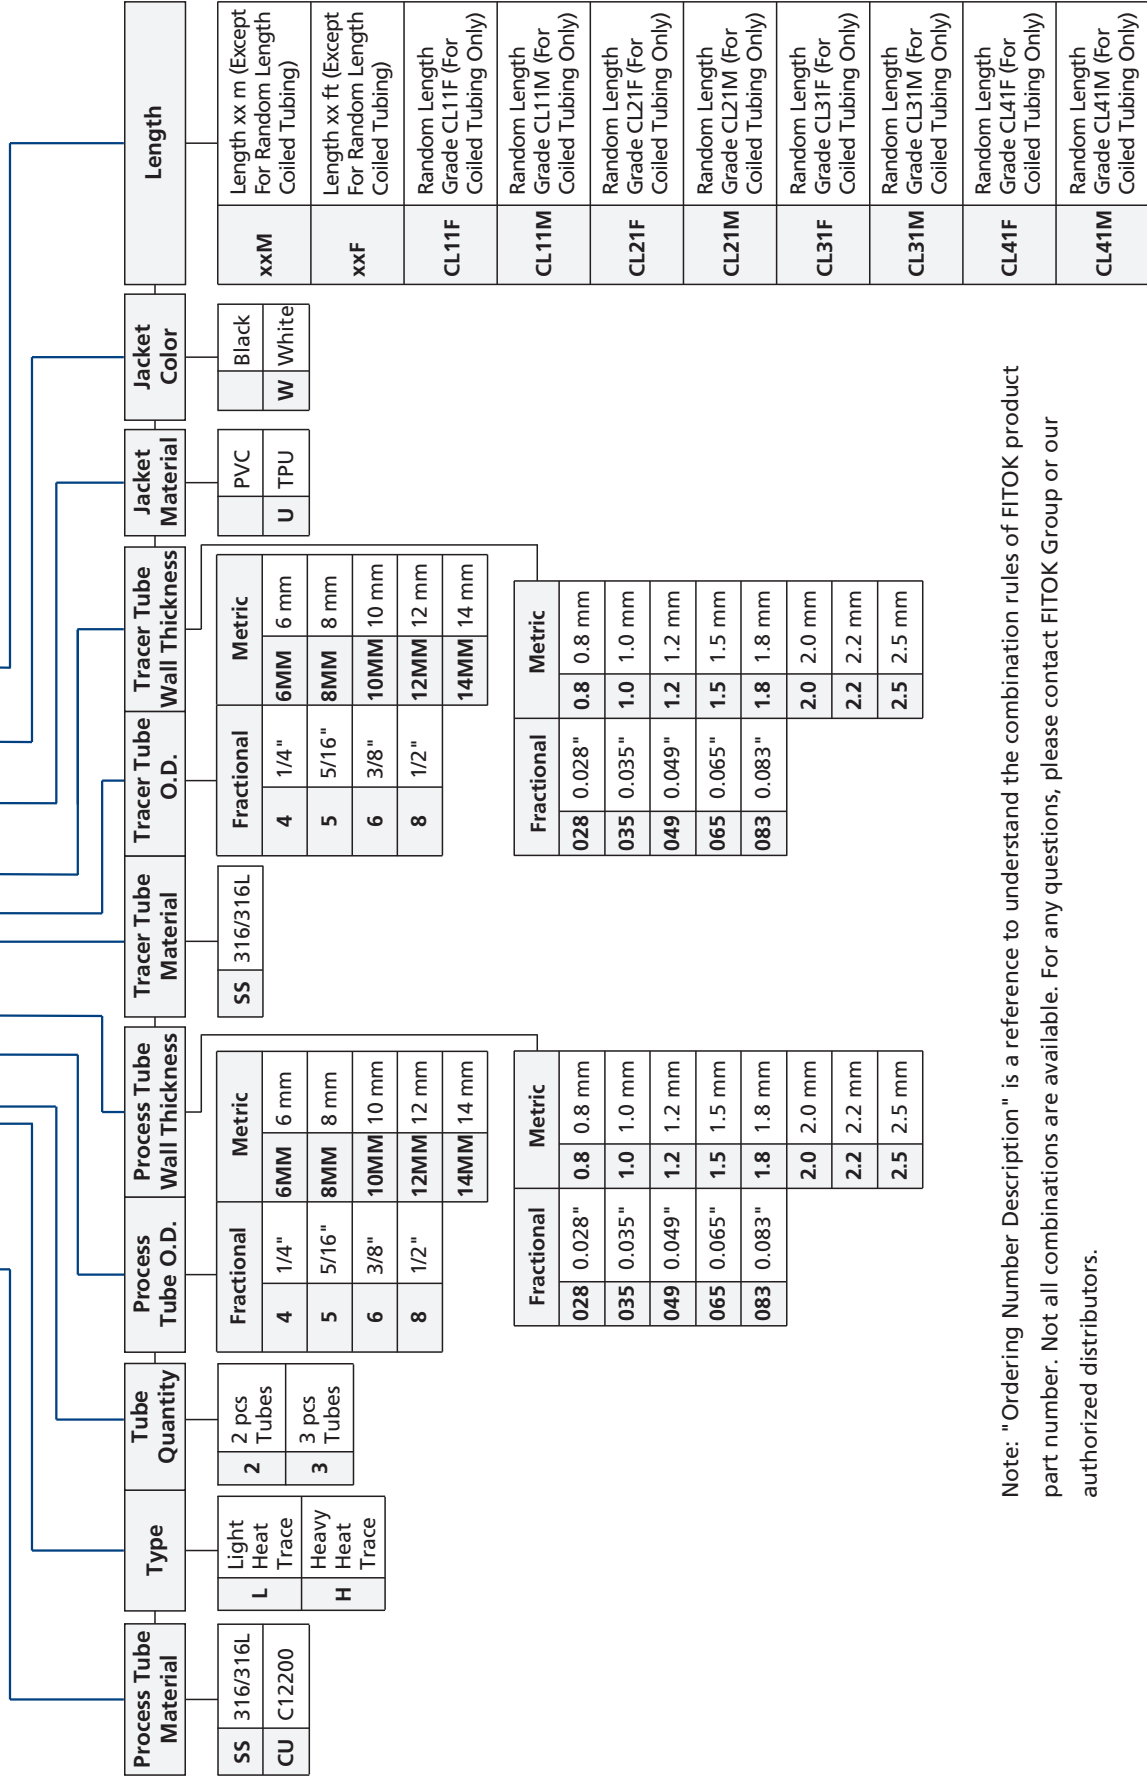 Process Tube
Material
SS 316/316L
CU C12200
Type
L Light
Heat
Trace
H Heavy
Heat
Trace
Tube
Quantity
2 2 pcs
Tubes
3 3 pcs
Tubes
Process
Tube O.D.
Process Tube
Wall Thickness
Fractional Metric
4 1/4" 6MM 6 mm
5 5/16" 8MM 8 mm
6 3/8" 10MM 10 mm
8 1/2" 12MM 12 mm
14MM 14 mm
Fractional Metric
028 0.028" 0.8 0.8 mm
035 0.035" 1.0 1.0 mm
049 0.049" 1.2 1.2 mm
065 0.065" 1.5 1.5 mm
083 0.083" 1.8 1.8 mm
2.0 2.0 mm
2.2 2.2 mm
2.5 2.5 mm
Tracer Tube
Material
SS 316/316L
Tracer Tube
O.D.
Tracer Tube
Wall Thickness
Fractional Metric
4 1/4" 6MM 6 mm
5 5/16" 8MM 8 mm
6 3/8" 10MM 10 mm
8 1/2" 12MM 12 mm
14MM 14 mm
Fractional Metric
028 0.028" 0.8 0.8 mm
035 0.035" 1.0 1.0 mm
049 0.049" 1.2 1.2 mm
065 0.065" 1.5 1.5 mm
083 0.083" 1.8 1.8 mm
2.0 2.0 mm
2.2 2.2 mm
2.5 2.5 mm
Jacket
Material
PVC
U TPU
Jacket
Color
Black
W White
Length
xxM Length xx m (Except
For Random Length
Coiled Tubing)
xxF Length xx ft (Except
For Random Length
Coiled Tubing)
CL11F Random Length
Grade CL11F (For
Coiled Tubing Only)
CL11M Random Length
Grade CL11M (For
Coiled Tubing Only)
CL21F Random Length
Grade CL21F (For
Coiled Tubing Only)
CL21M Random Length
Grade CL21M (For
Coiled Tubing Only)
CL31F Random Length
Grade CL31F (For
Coiled Tubing Only)
CL31M Random Length
Grade CL31M (For
Coiled Tubing Only)
CL41F Random Length
Grade CL41F (For
Coiled Tubing Only)
CL41M Random Length
Grade CL41M (For
Coiled Tubing Only)
Note: "Ordering Number Description" is a reference to understand the combination rules of FITOK product
part number. Not all combinations are available. For any questions, please contact FITOK Group or our
authorized distributors.